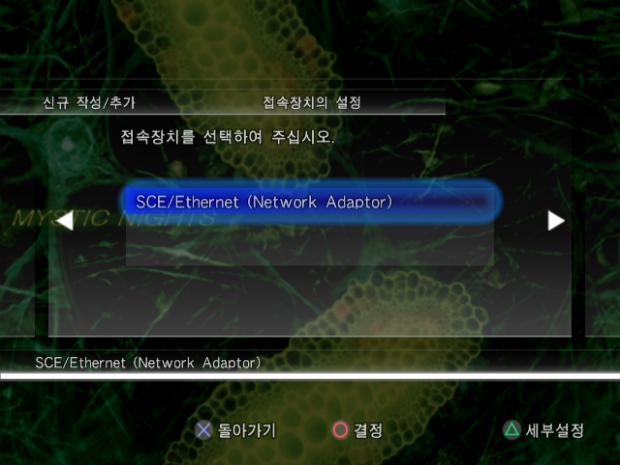 신규 작성/추가 접속장치의 설정
접속장치를 선택하여 주십시오.
SCE/Ethernet (Network Adaptor)
MYSTIC NIGHTS
SCE/Ethernet (Network Adaptor)
돌아가기 결정 세부설정